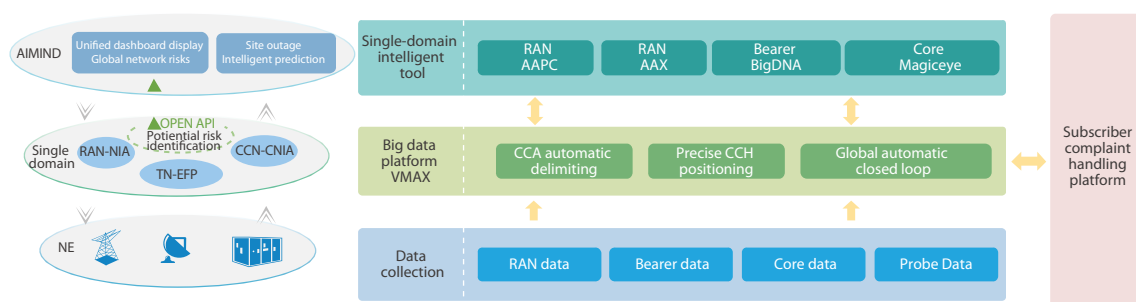 AIMIND
Unified dashboard display
Global network risks
Site outage
Intelligent prediction
OPEN API
Single
domain
RAN-NIA
Potiential risk
identification
CCN-CNIA
TN-EFP
NE
Single-domain
intelligent
tool
RAN
AAPC
RAN
AAX
Bearer
BigDNA
Core
Magiceye
Big data
platform
VMAX
CCA automatic
delimiting
Precise CCH
positioning
Global automatic
closed loop
Data
collection
RAN data
Bearer data
Core data
Probe Data
Subscriber
complaint
handling
platform